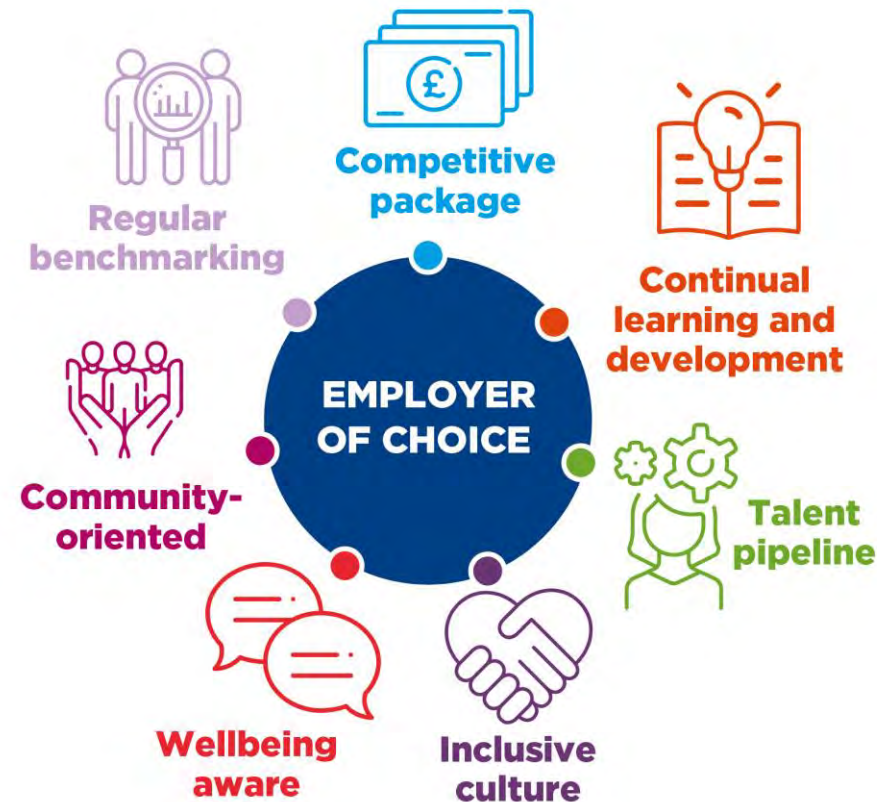 £
Competitive
package
Continual
learning and
development
Talent
pipeline
Inclusive
culture
Wellbeing
aware
Community-
oriented
Regular
benchmarking
EMPLOYER
OF CHOICE